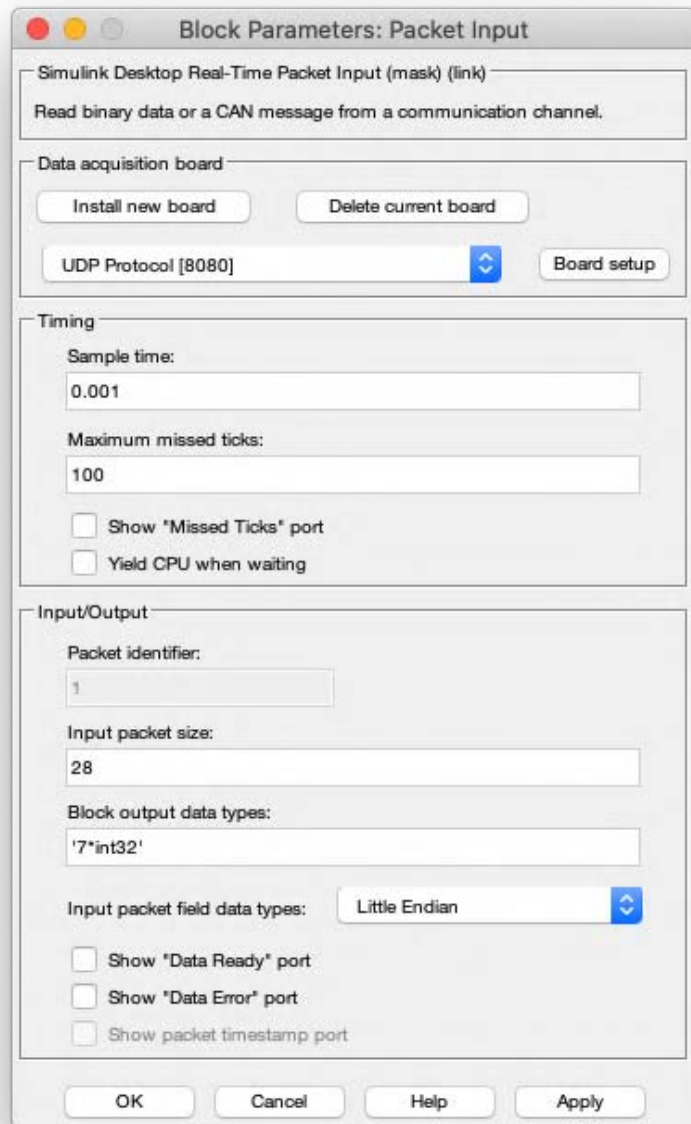 Block Parameters: Packet Input
Simulink Desktop Real-Time Packet Input (mask) (link)
Read binary data or a CAN message from a communication channel.
Data acquisition board
Install new board
Delete current board
UDP Protocol [8080]
Board setup
Timing
Sample time:
0.001
Maximum missed ticks:
100
Show "Missed Ticks" port
Yield CPU when waiting
Input/Output
Packet identifier:
1
Input packet size:
28
Block output data types:
'7*int32'
Input packet field data types:
Little Endian
Show "Data Ready" port
Show "Data Error" port
Show packet timestamp port
OK
Cancel
Help
Apply